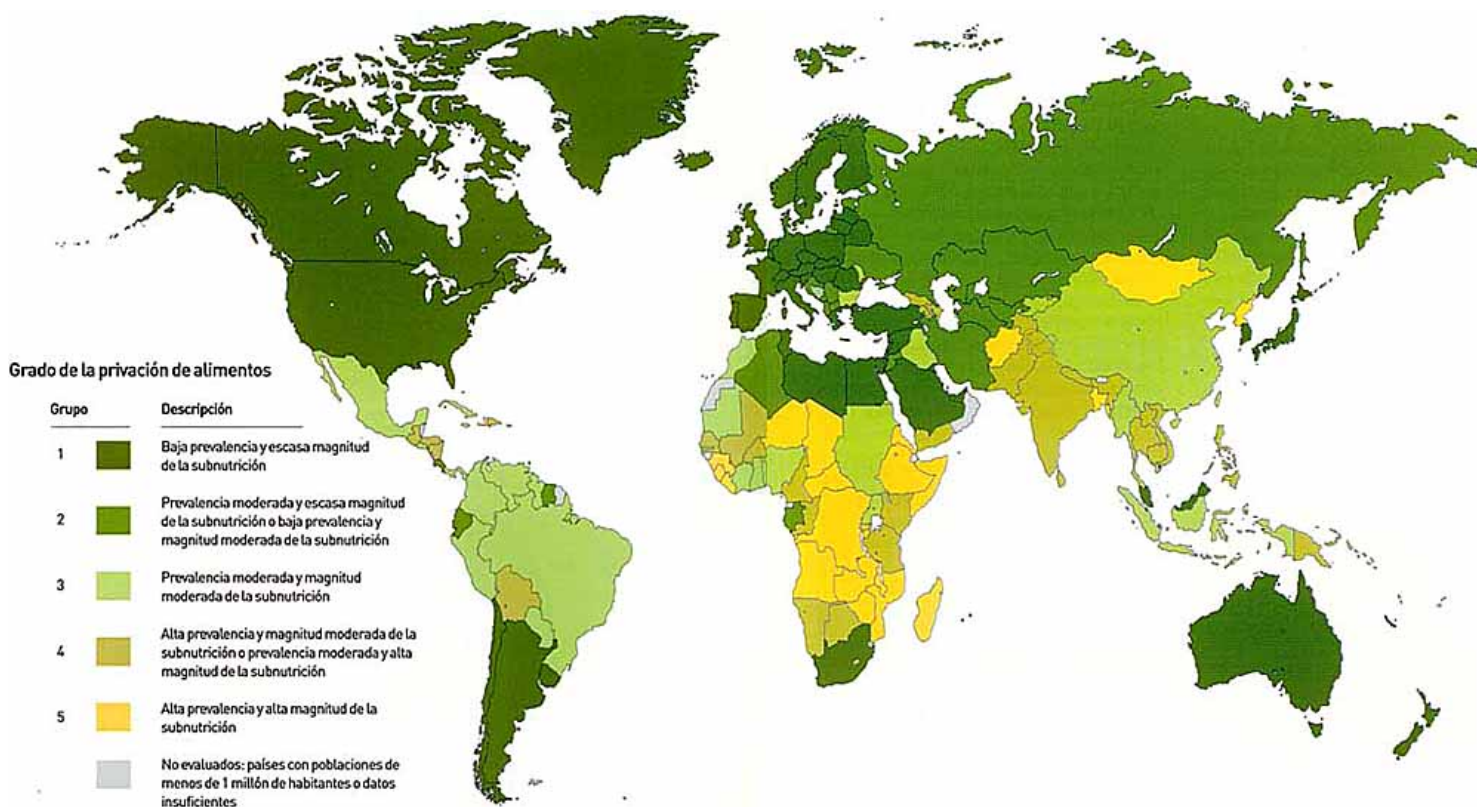 Grado de la privación de alimentos
Grupo Descripción
1 Baja prevalencia y escasa magnitud
de la subnutrición
2 Prevalencia moderada y escasa magnitud
de la subnutrición o baja prevalencia y
magnitud moderada de la subnutrición
3 Prevalencia moderada y magnitud
moderada de la subnutrición
4 Alta prevalencia y magnitud moderada de la
subnutrición o prevalencia moderada y alta
magnitud de la subnutrición
5 Alta prevalencia y alta magnitud de la
subnutrición
No evaluados: países con poblaciones de
menos de 1 millón de habitantes o datos
insuficientes